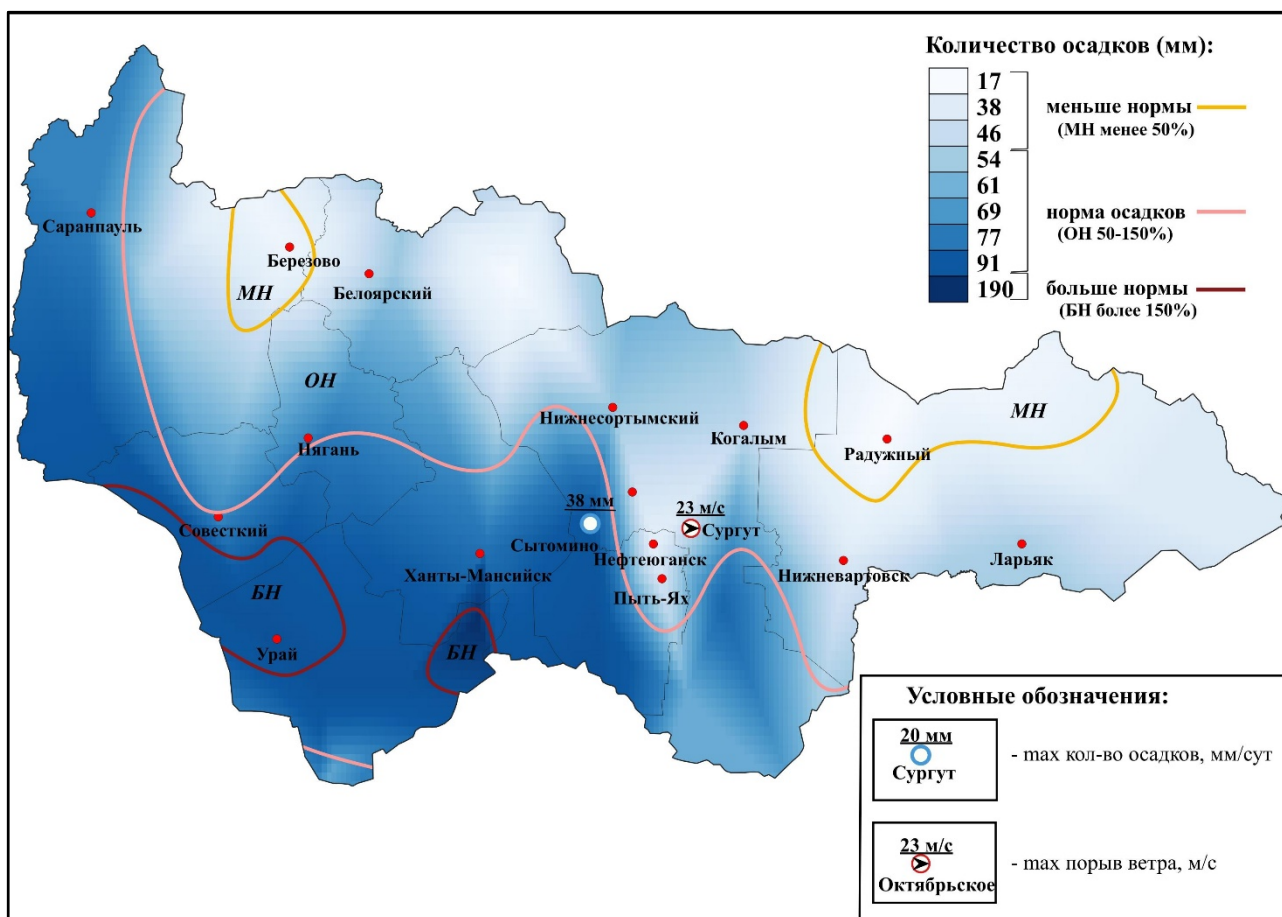 Количество осадков (мм):
17
38
46
54
61
69
77
91
190
меньше нормы
(МН менее 50%)
норма осадков
(ОН 50-150%)
больше нормы
(БН более 150%)
Саранпауль
Березово
МН
Белоярский
ОН
Нижнесортымский
Когалым
МН
Радужный
Нягань
38 мм
23 м/с
Совесткий
Сытомино
Сургут
Нефтеюганск
Ханты-Мансийск
Пыть-Ях
Нижневартовск
Ларьяк
БН
Урай
БН
Условные обозначения:
20 мм
Сургут
- max кол-во осадков, мм/сут
23 м/с
Октябрьское
- max порыв ветра, м/с